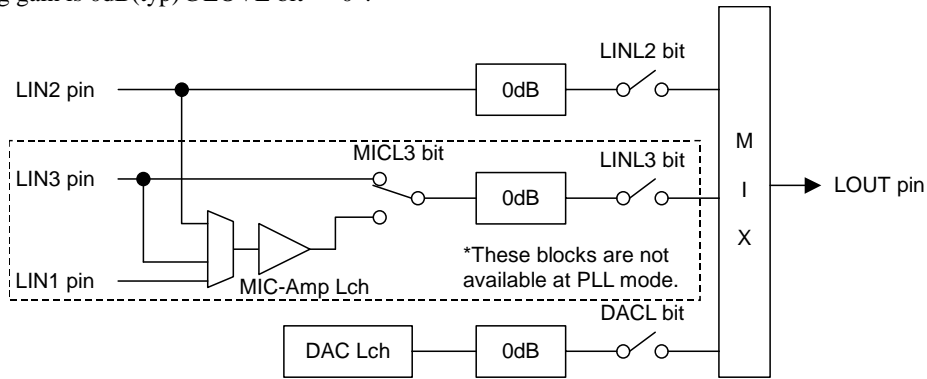 LINL2 bit
LIN2 pin
0dB
M
I
X
MICL3 bit
LINL3 bit
LIN3 pin
0dB
LOUT pin
*These blocks are not
available at PLL mode.
LIN1 pin
MIC-Amp Lch
DACL bit
DAC Lch
0dB